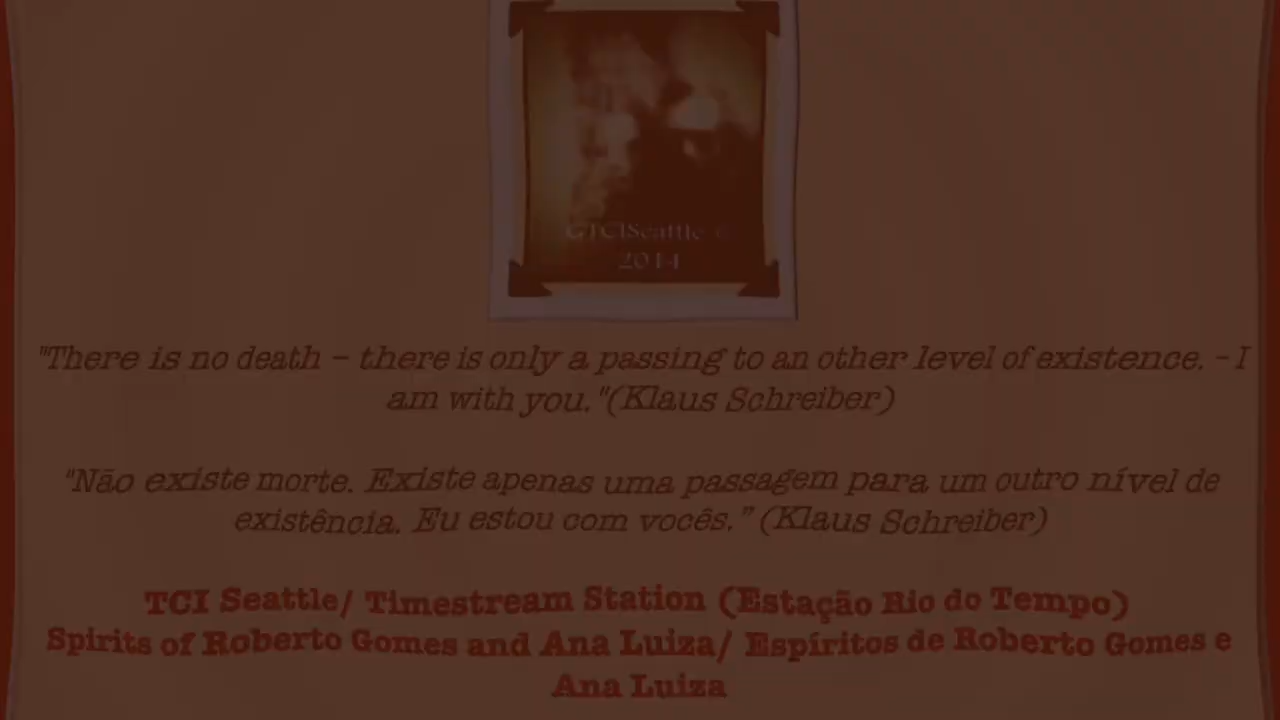 GTCISeattle ©
2014
"There is no death – there is only a passing to an other level of existence. - I
am with you."(Klaus Schreiber)
"Não existe morte. Existe apenas uma passagem para um outro nível de
existência. Eu estou com vocês.” (Klaus Schreiber)
TCI Seattle/ Timestream Station (Estação Rio do Tempo)
Spirits of Roberto Gomes and Ana Luiza/ Espíritos de Roberto Gomes e
Ana Luiza